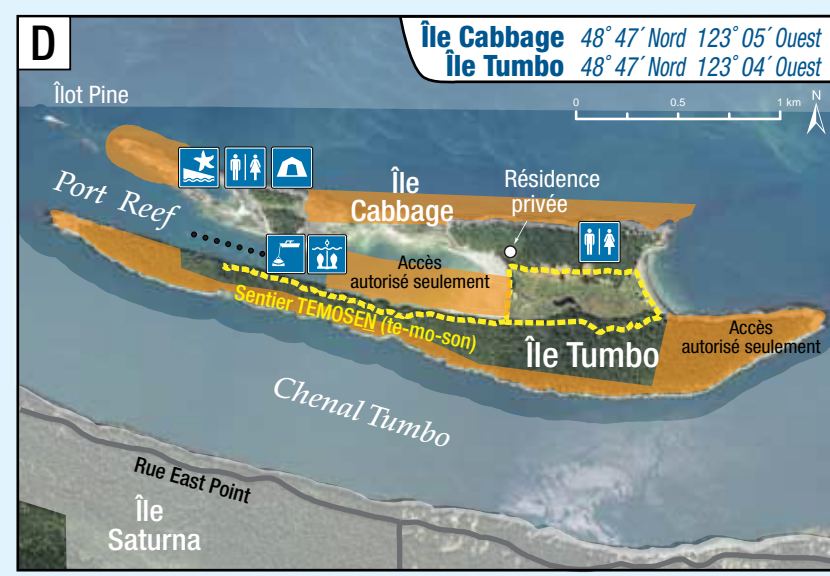 D
Île Cabbage 48° 47´ Nord 123° 05´ Ouest
Île Tumbo 48° 47´ Nord 123° 04´ Ouest
Îlot Pine
0 0.5 1 km
N
Port Reef
Île
Cabbage
Résidence
privée
Accès
autorisé seulement
Sentier TEMOSEN (te-mo-son)
Île Tumbo
Accès
autorisé seulement
Chenal Tumbo
Rue East Point
Île
Saturna